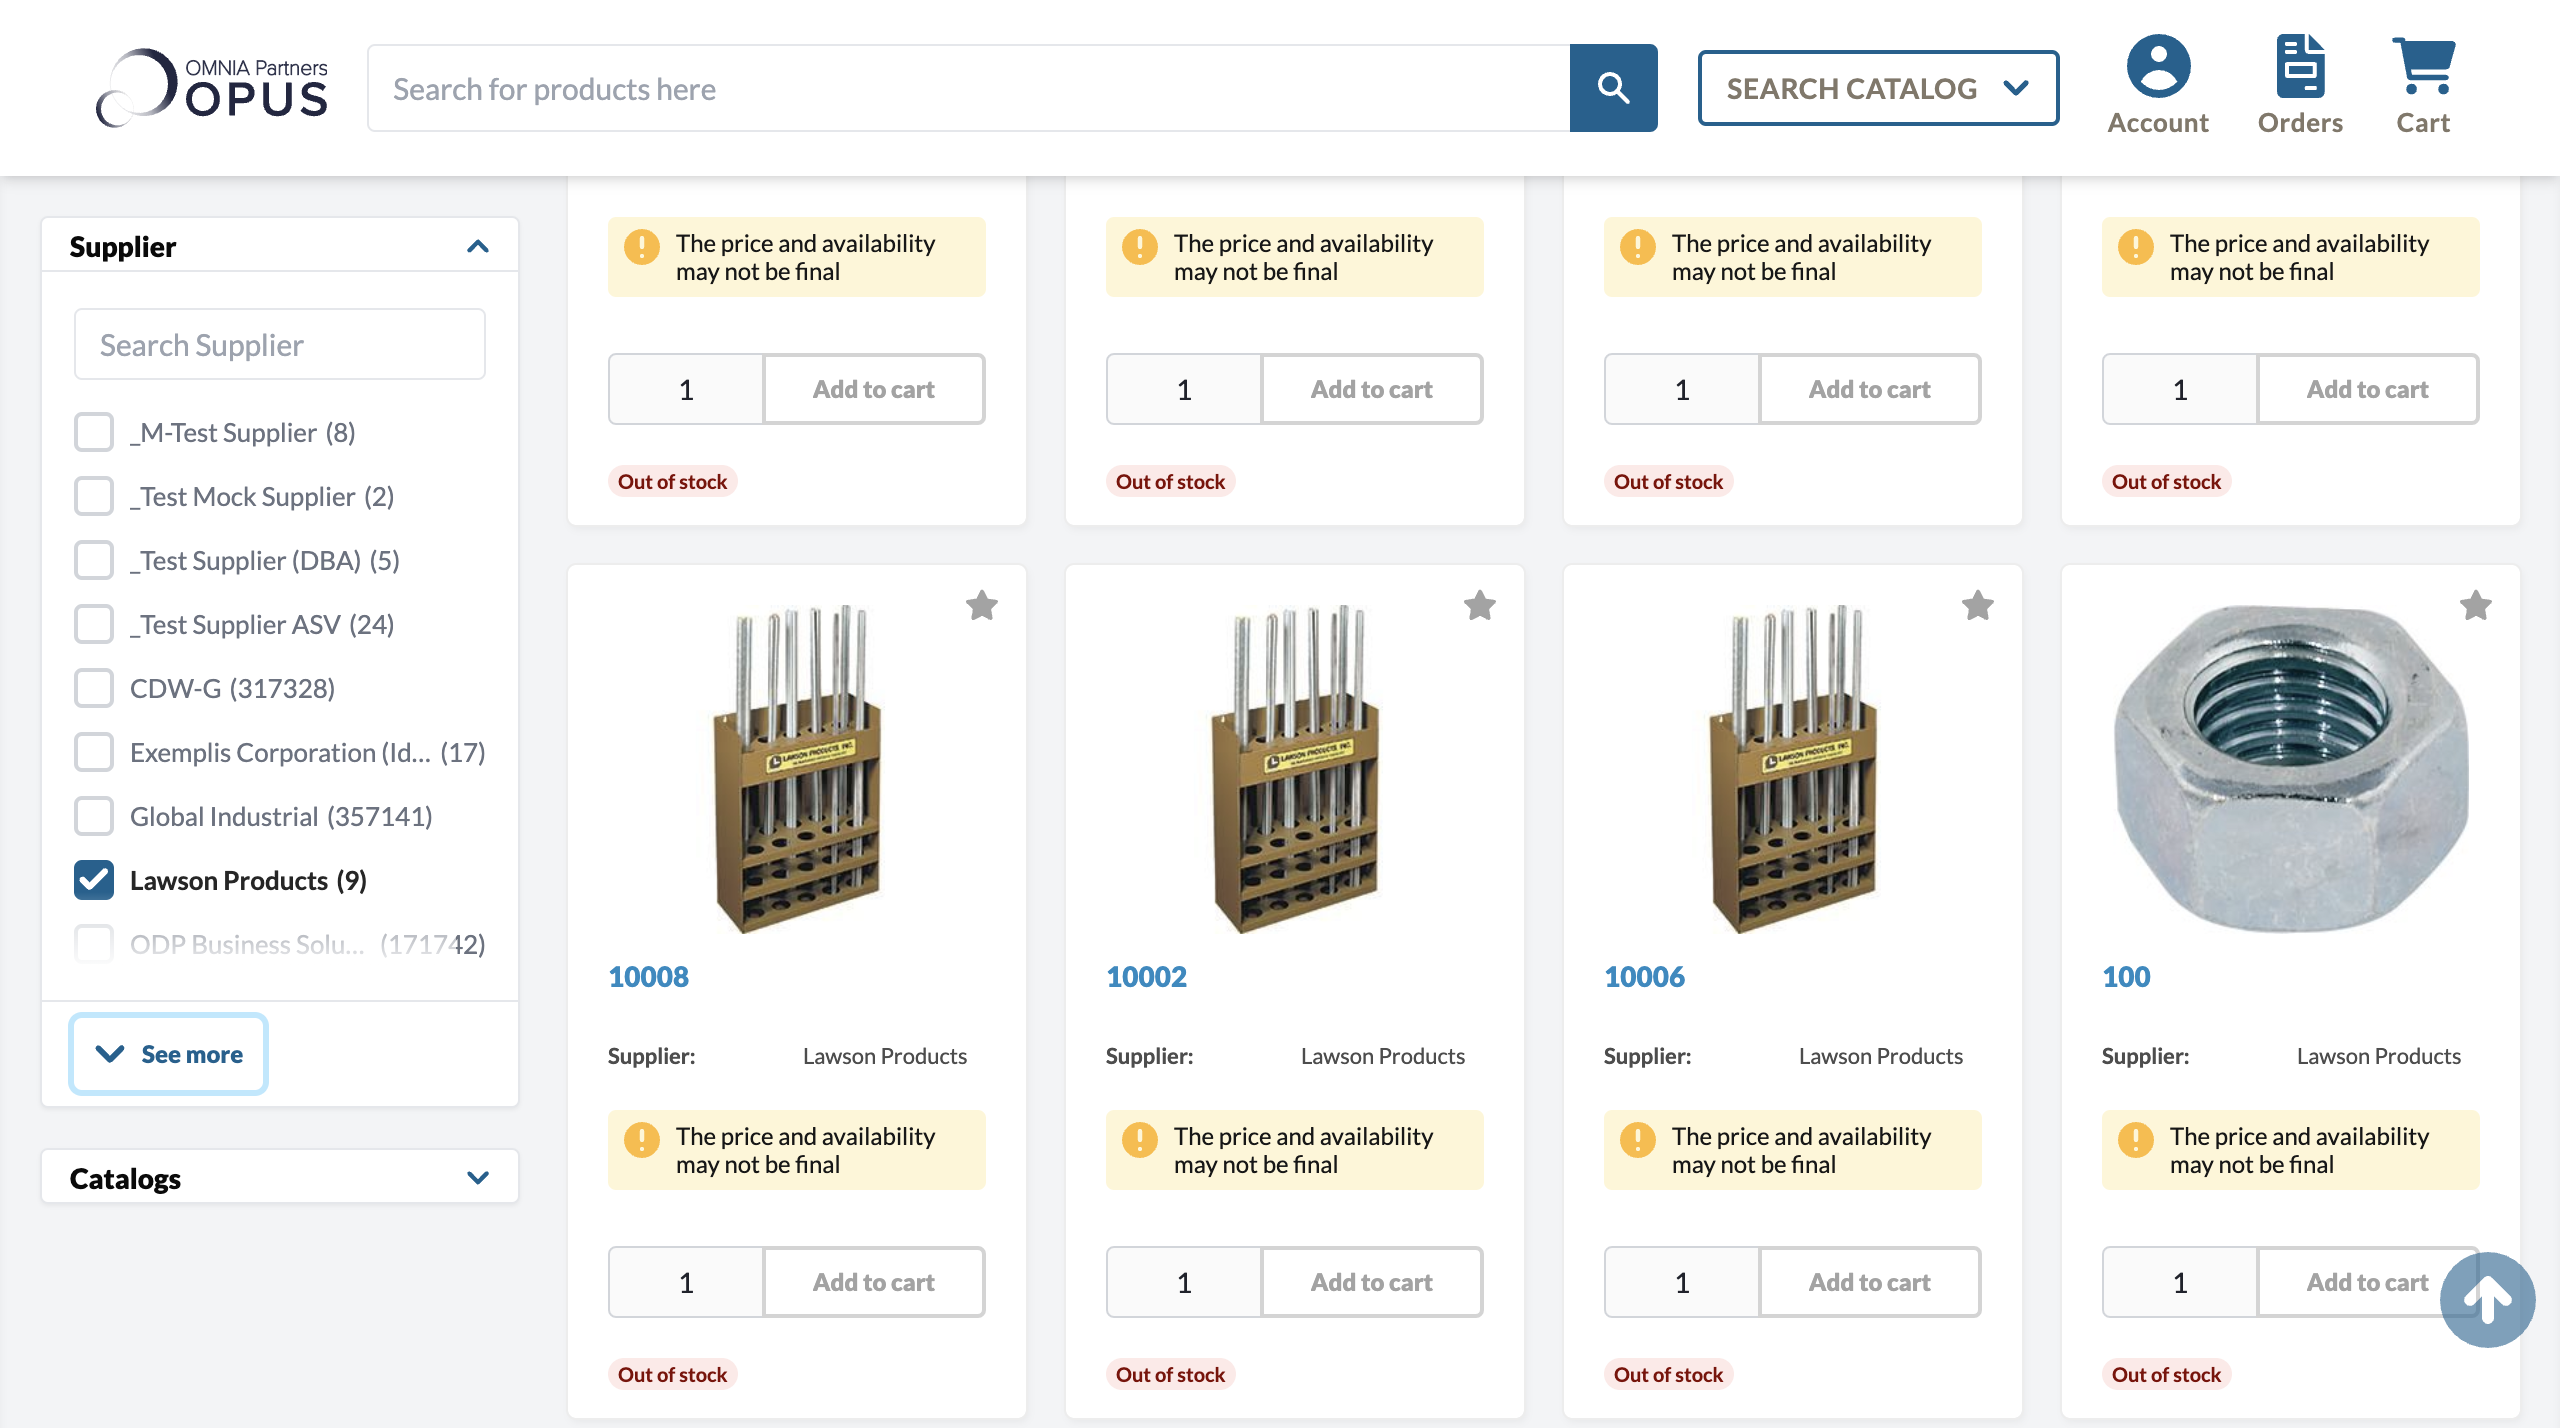 OMNIA Partners
OPUS
Search for products here
SEARCH CATALOG
Account
Orders
Cart
Supplier
Search Supplier
_M-Test Supplier (8)
_Test Mock Supplier (2)
_Test Supplier (DBA) (5)
_Test Supplier ASV (24)
CDW-G (317328)
Exemplis Corporation (Id... (17)
Global Industrial (357141)
Lawson Products (9)
ODP Business Solu... (171742)
See more
Catalogs
The price and availability
may not be final
1
Add to cart
Out of stock
The price and availability
may not be final
1
Add to cart
Out of stock
The price and availability
may not be final
1
Add to cart
Out of stock
The price and availability
may not be final
1
Add to cart
Out of stock
LAWSON PRODUCTS, INC.
10008
Supplier: Lawson Products
The price and availability
may not be final
1
Add to cart
Out of stock
LAWSON PRODUCTS, INC.
10002
Supplier: Lawson Products
The price and availability
may not be final
1
Add to cart
Out of stock
LAWSON PRODUCTS, INC.
10006
Supplier: Lawson Products
The price and availability
may not be final
1
Add to cart
Out of stock
100
Supplier: Lawson Products
The price and availability
may not be final
1
Add to cart
Out of stock